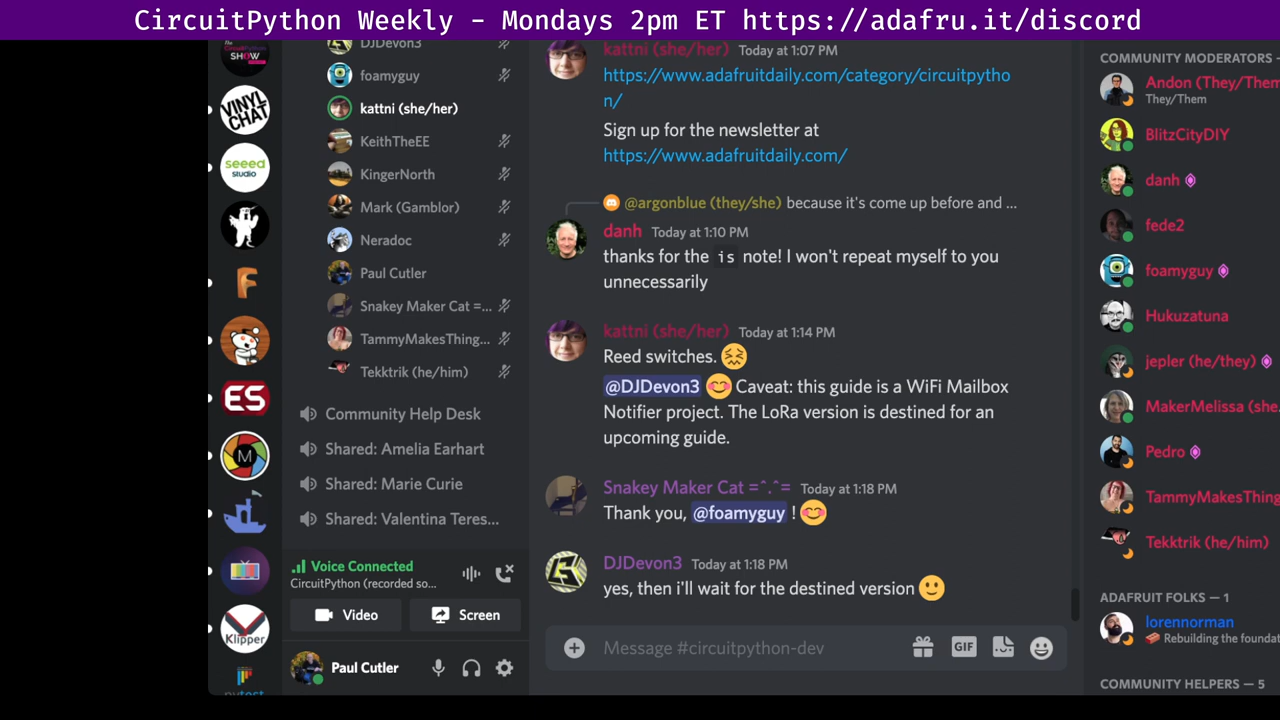 CircuitPython Weekly - Mondays 2pm ET https://adafru.it/discord
SHOW
VINYL
CHAT
seeed
studio
ES
M
Klipper
pytest
DJDevon3
foamyguy
kattni (she/her)
KeithTheEE
KingerNorth
Mark (Gamblor)
Neradoc
Paul Cutler
Snakey Maker Cat =...
TammyMakesThing...
Tekktrik (he/him)
Community Help Desk
Shared: Amelia Earhart
Shared: Marie Curie
Shared: Valentina Teres...
Voice Connected
CircuitPython (recorded so...
Video
Screen
Paul Cutler
kattni (she/her) Today at 1:07 PM
https://www.adafruitdaily.com/category/circuitpytho
n/
Sign up for the newsletter at
https://www.adafruitdaily.com/
@argonblue (they/she) because it's come up before and ...
danh Today at 1:10 PM
thanks for the is note! I won't repeat myself to you
unnecessarily
kattni (she/her) Today at 1:14 PM
Reed switches. 😖
@DJDevon3 😊 Caveat: this guide is a WiFi Mailbox
Notifier project. The LoRa version is destined for an
upcoming guide.
Snakey Maker Cat =^.^= Today at 1:18 PM
Thank you, @foamyguy ! 😊
DJDevon3 Today at 1:18 PM
yes, then i'll wait for the destined version 🙂
Message #circuitpython-dev
GIF
COMMUNITY MODERATORS -
Andon (They/Them
They/Them
BlitzCityDIY
danh
fede2
foamyguy
Hukuzatuna
jepler (he/they)
MakerMelissa (she.
Pedro
TammyMakesThing
Tekktrik (he/him)
ADAFRUIT FOLKS — 1
lorennorman
Rebuilding the foundat
COMMUNITY HELPERS — 5